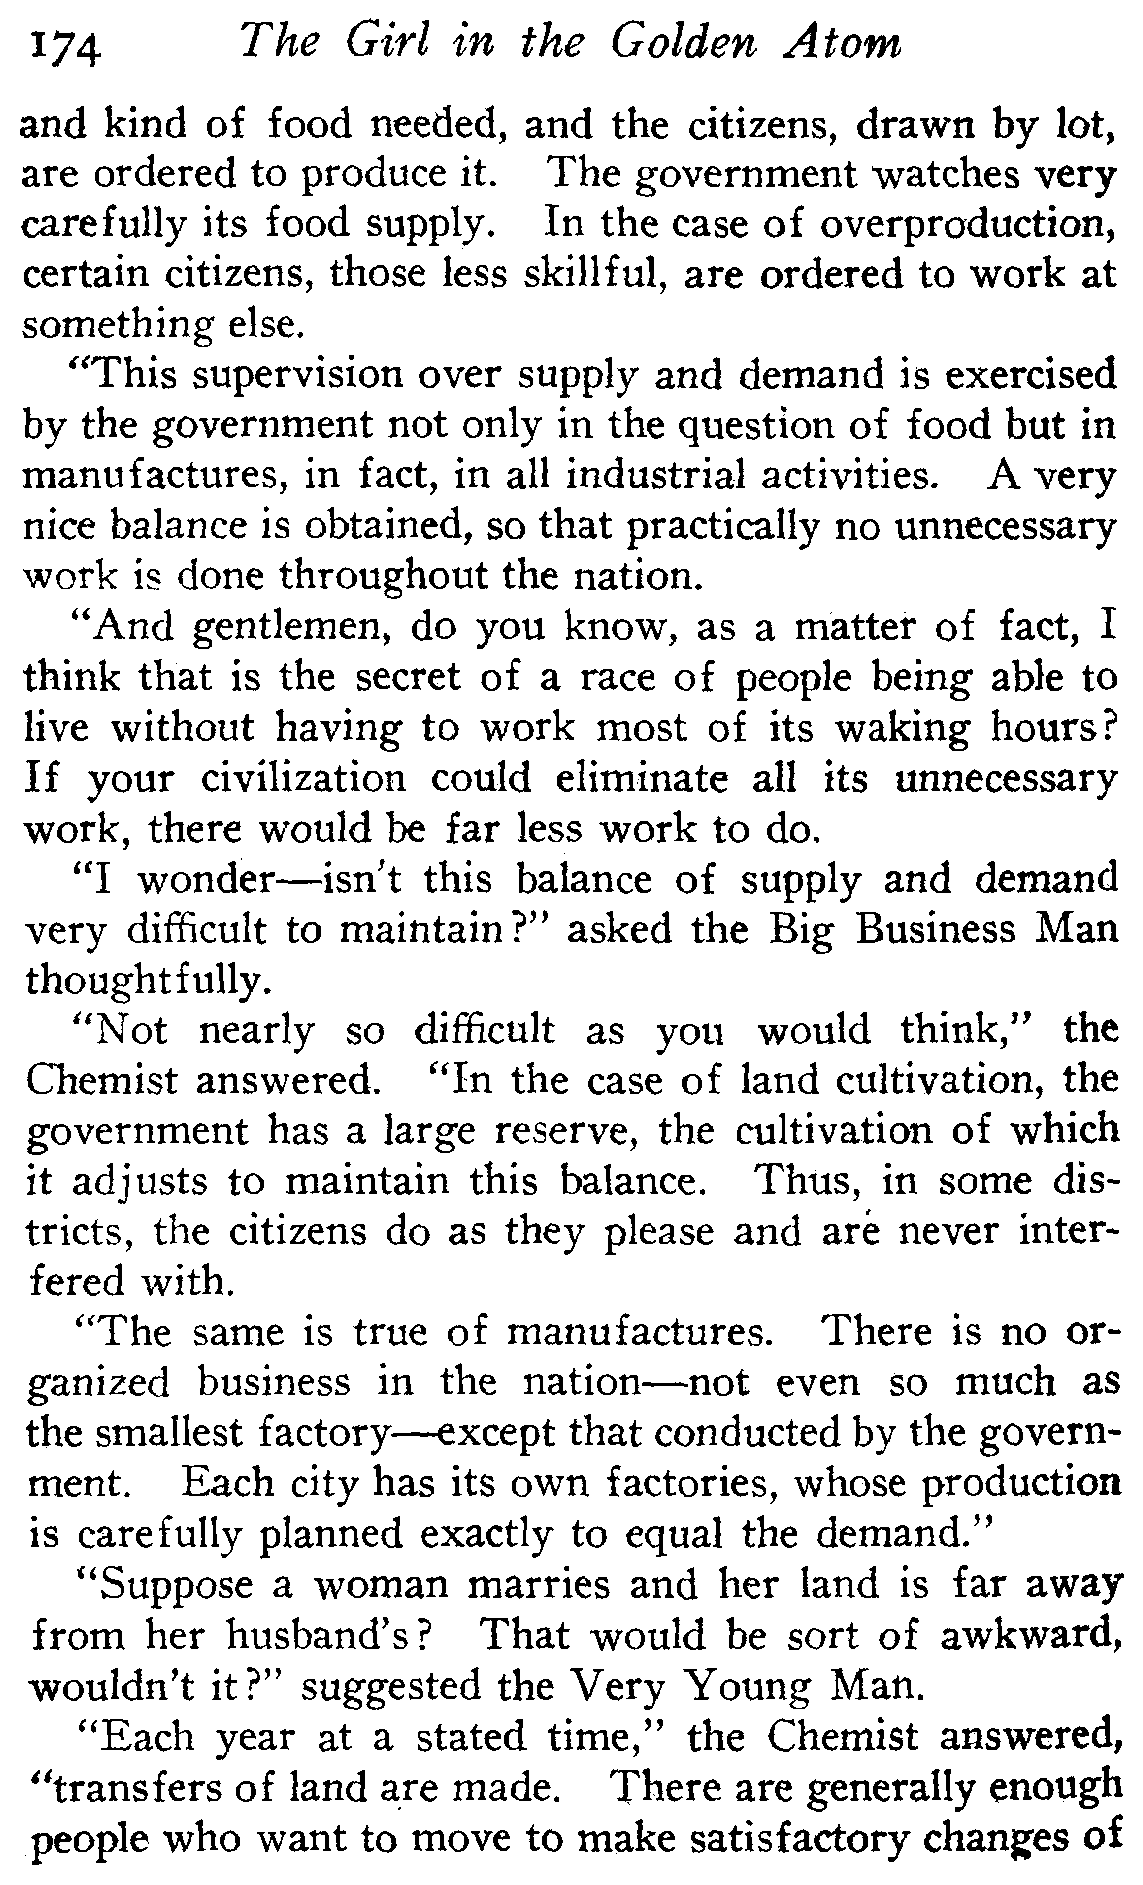 174 The Girl in the Golden Atom
and kind of food needed, and the citizens, drawn by lot,
are ordered to produce it. The government watches very
carefully its food supply. In the case of overproduction,
certain citizens, those less skillful, are ordered to work at
something else.
"This supervision over supply and demand is exercised
by the government not only in the question of food but in
manufactures, in fact, in all industrial activities. A very
nice balance is obtained, so that practically no unnecessary
work is done throughout the nation.
"And gentlemen, do you know, as a matter of fact, I
think that is the secret of a race of people being able to
live without having to work most of its waking hours?
If your civilization could eliminate all its unnecessary
work, there would be far less work to do.
"I wonder—isn't this balance of supply and demand
very difficult to maintain?" asked the Big Business Man
thoughtfully.
"Not nearly so difficult as you would think," the
Chemist answered. "In the case of land cultivation, the
government has a large reserve, the cultivation of which
it adjusts to maintain this balance. Thus, in some dis-
tricts, the citizens do as they please and are never inter-
fered with.
"The same is true of manufactures. There is no or-
ganized business in the nation—not even so much as
the smallest factory—except that conducted by the govern-
ment. Each city has its own factories, whose production
is carefully planned exactly to equal the demand."
"Suppose a woman marries and her land is far away
from her husband's? That would be sort of awkward,
wouldn't it?" suggested the Very Young Man.
"Each year at a stated time," the Chemist answered,
"transfers of land are made. There are generally enough
people who want to move to make satisfactory changes of